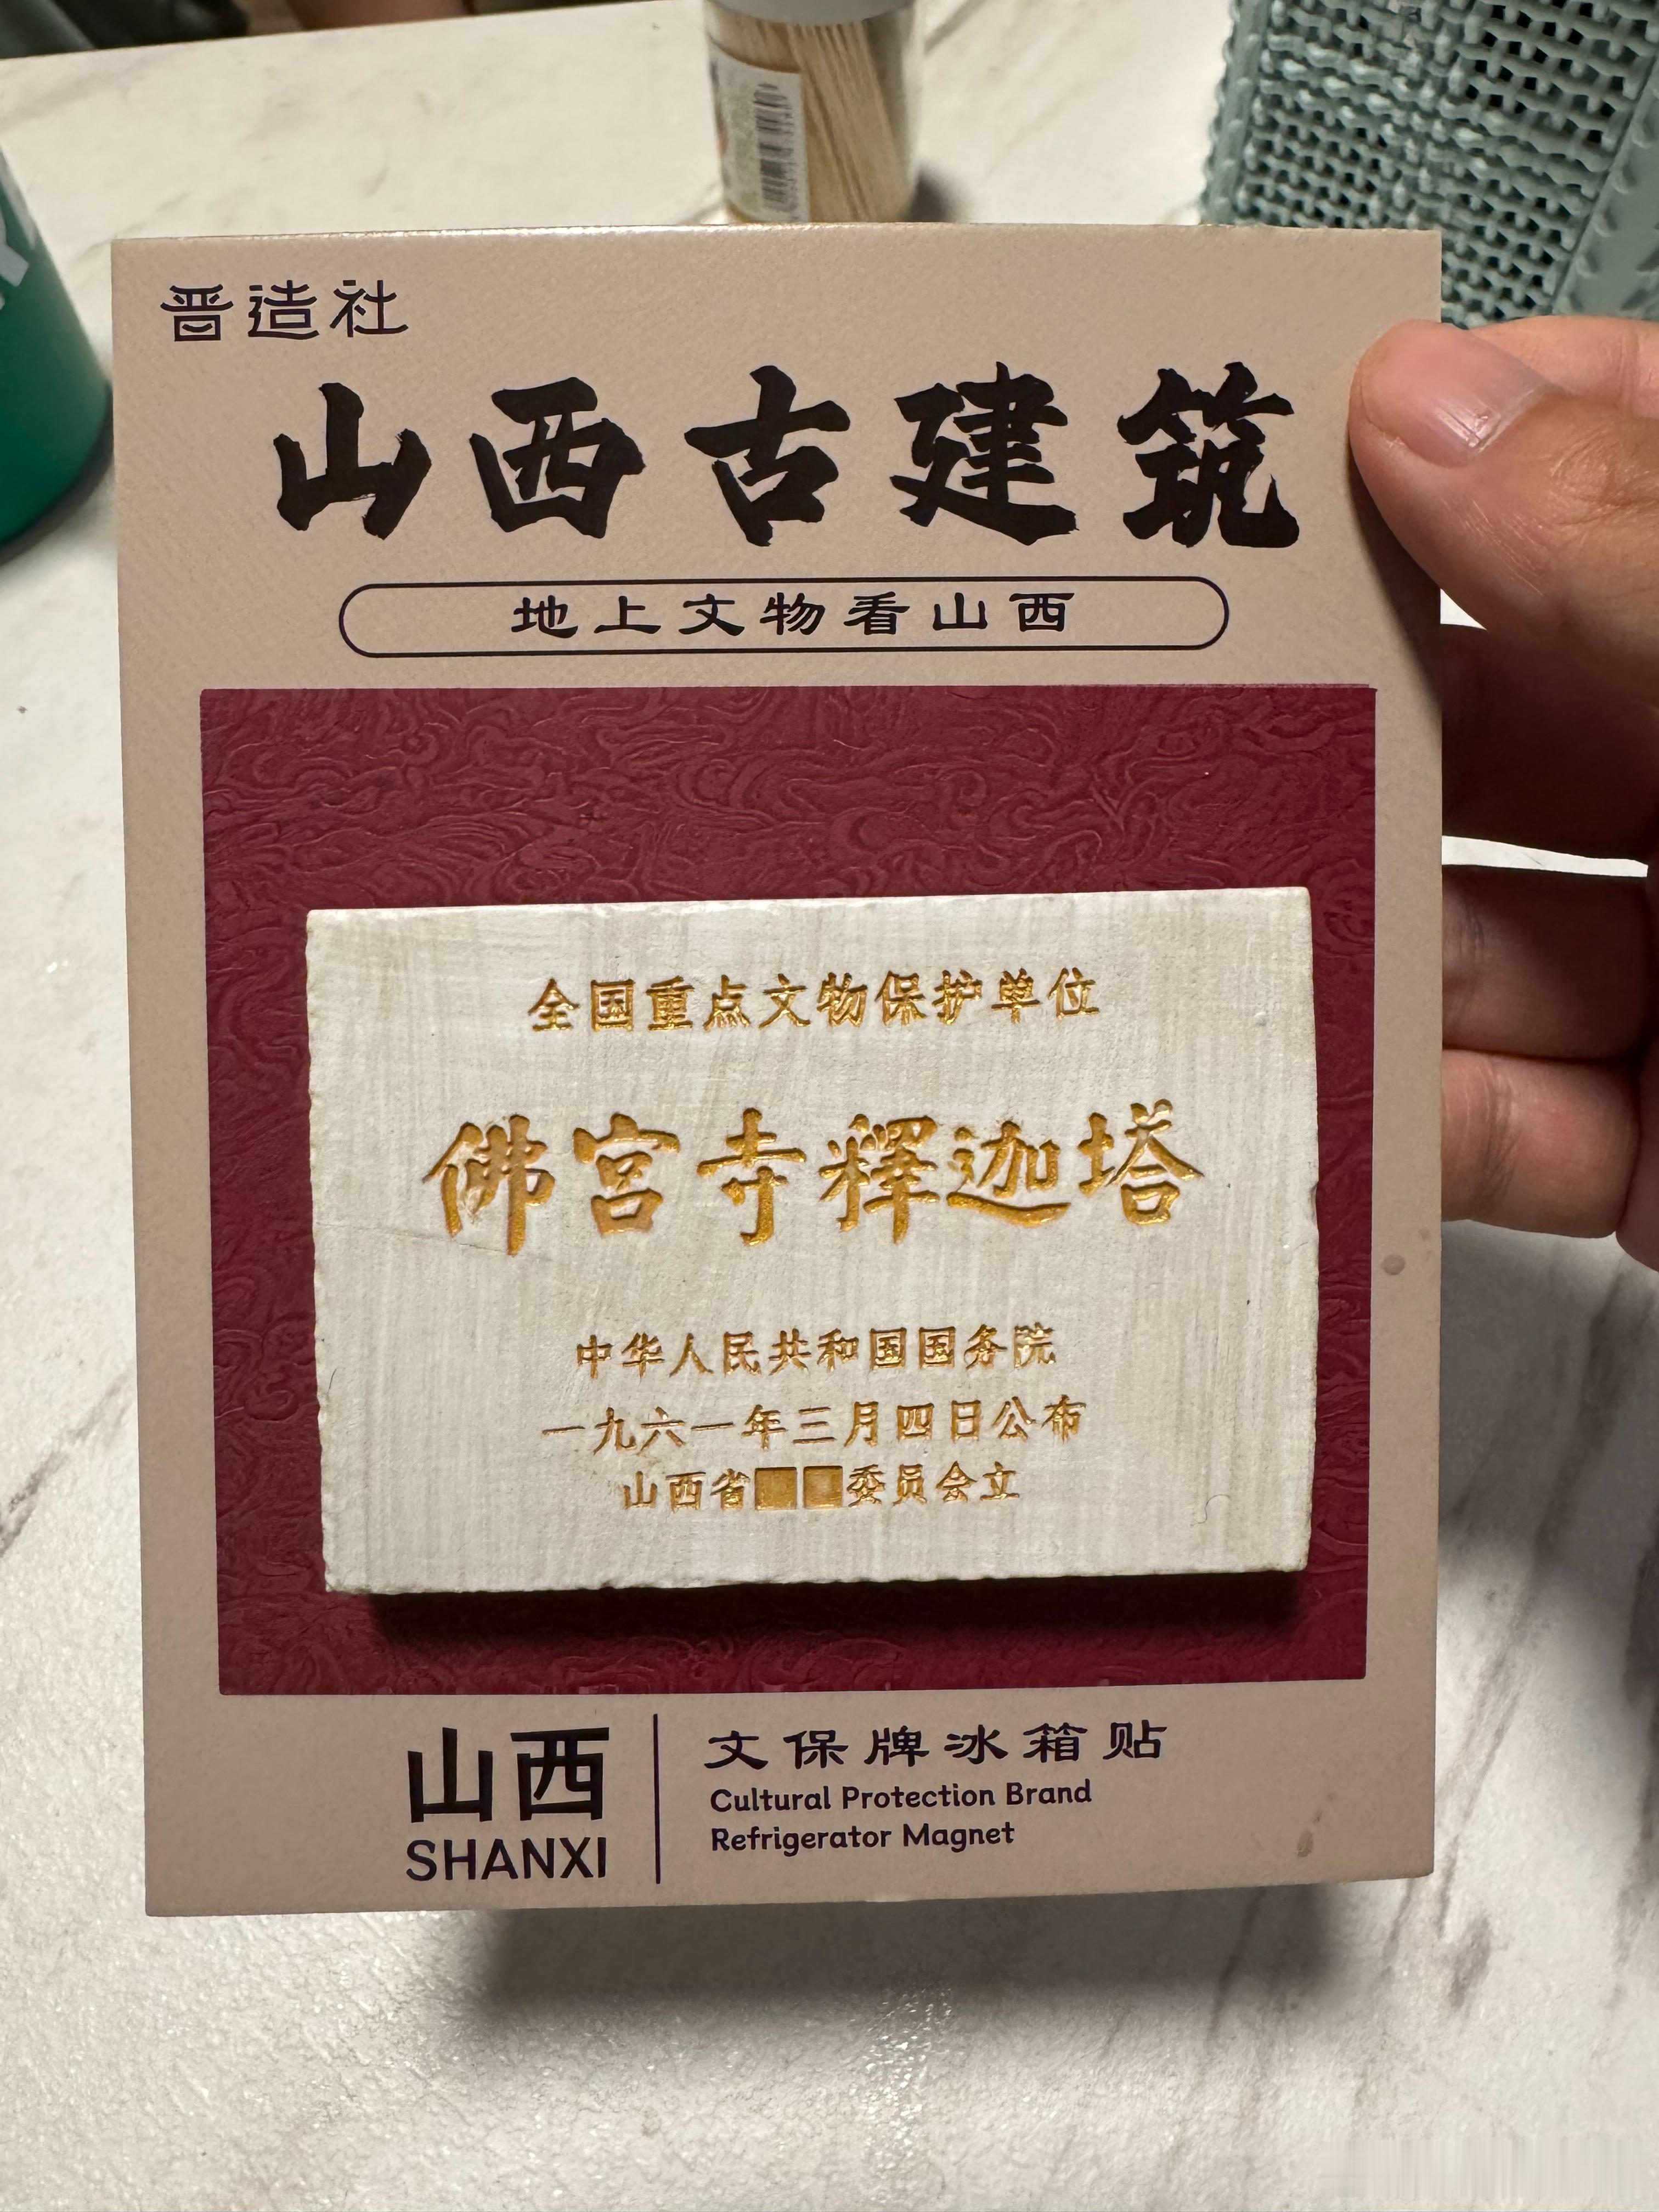 晋造社
山西古建筑
地上文物看山西
全国重点文物保护单位
佛宫寺釋迦塔
中华人民共和国国务院
一九六一年三月四日公布
山西省■■委员会立
山西
SHANXI
文保牌冰箱贴
Cultural Protection Brand
Refrigerator Magnet